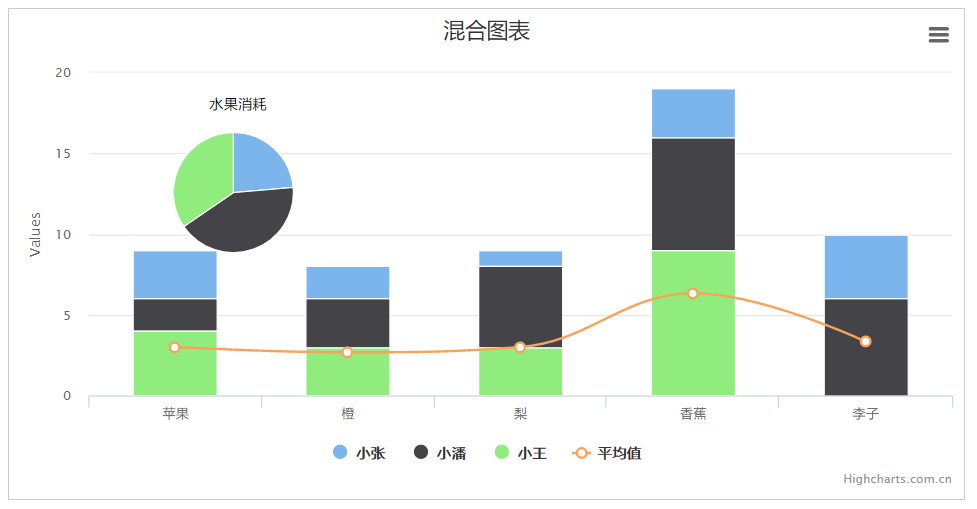 混合图表
水果消耗
Values
20
15
10
5
0
苹果 橙 梨 香蕉 李子
小张 小潘 小王 平均值
Highcharts.com.cn